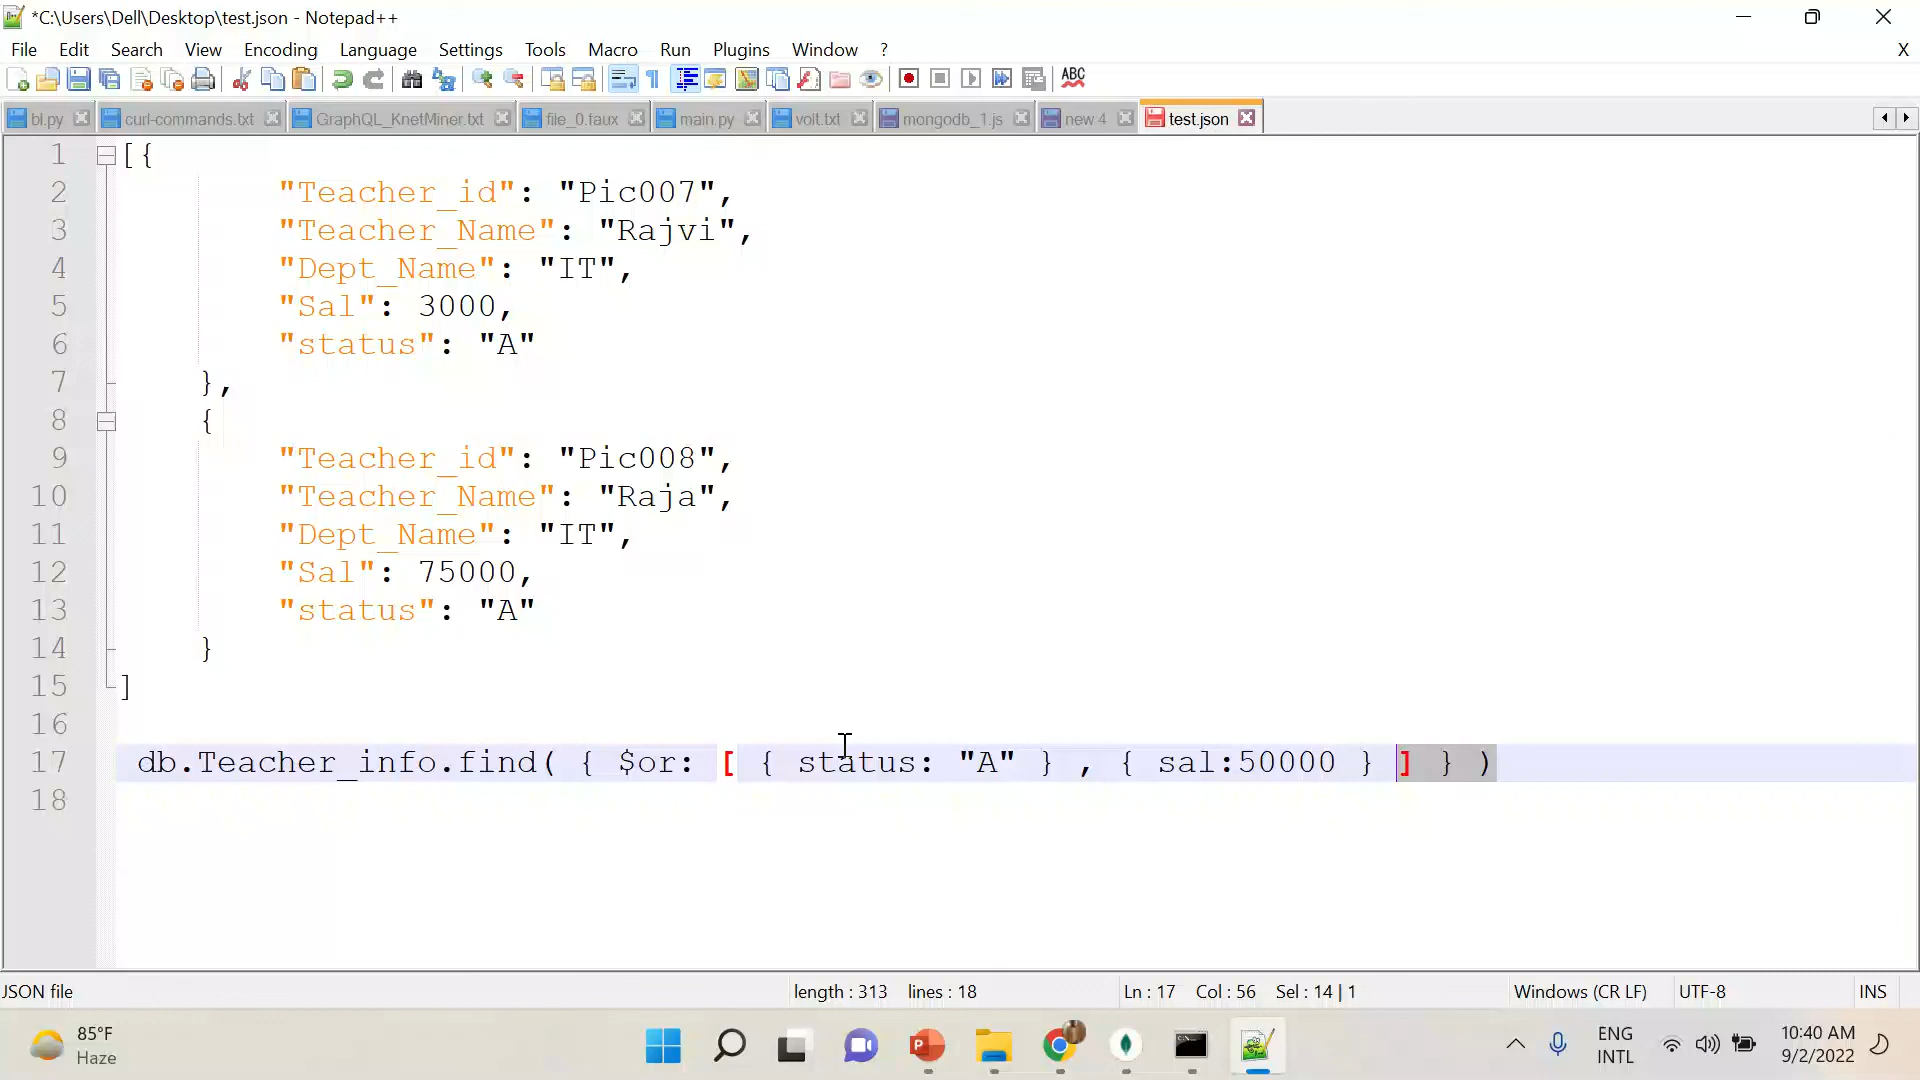 *C:\Users\Dell\Desktop\test.json - Notepad++
File Edit Search View Encoding Language Settings Tools Macro Run Plugins Window ? X
ABC
bl.py curl-commands.txt GraphQL_KnetMiner.txt file_0.faux main.py volt.txt mongodb_1.js new 4 test.json
1 [{
2 "Teacher_id": "Pic007",
3 "Teacher_Name": "Rajvi",
4 "Dept_Name": "IT",
5 "Sal": 3000,
6 "status": "A"
7 },
8 {
9 "Teacher_id": "Pic008",
10 "Teacher_Name": "Raja",
11 "Dept_Name": "IT",
12 "Sal": 75000,
13 "status": "A"
14 }
15 ]
16
17 db.Teacher_info.find( { $or: [ { status: "A" } , { sal:50000 } ] } )
18
JSON file length : 313 lines : 18 Ln : 17 Col : 56 Sel : 14 | 1 Windows (CR LF) UTF-8 INS
85°F
Haze
ENG
INTL
10:40 AM
9/2/2022